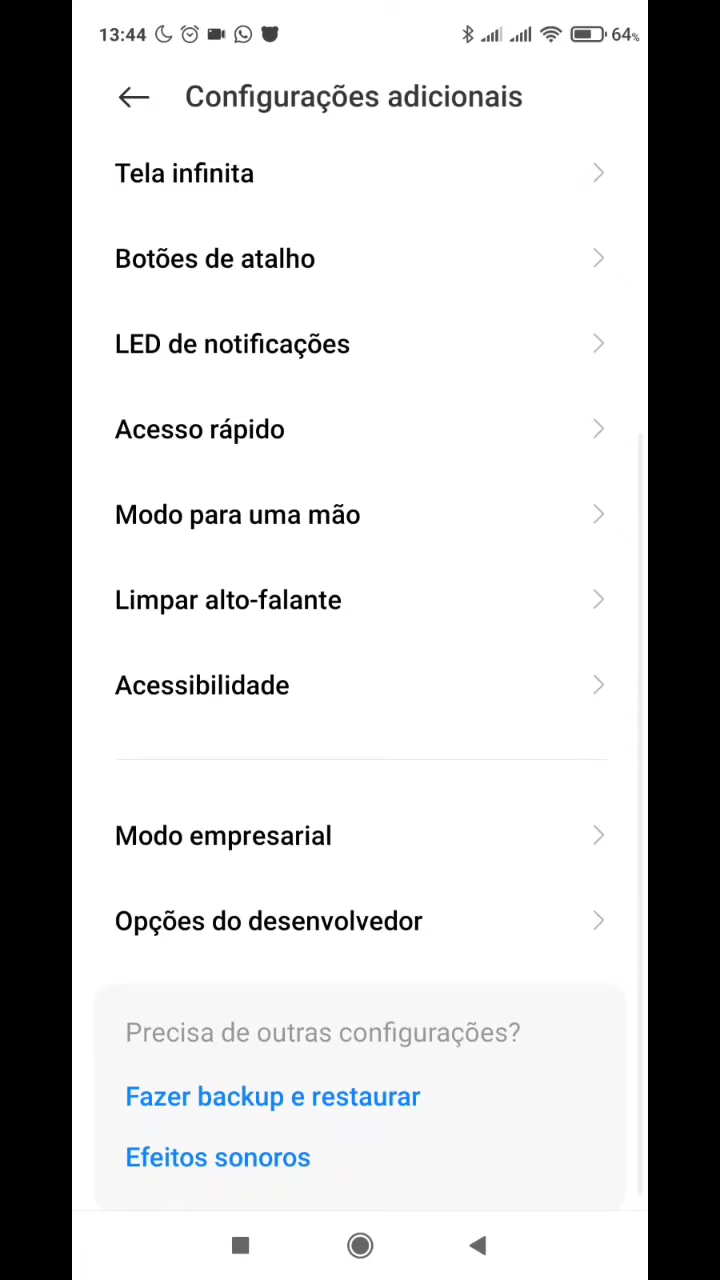 13:44 64%
Configurações adicionais
Tela infinita
Botões de atalho
LED de notificações
Acesso rápido
Modo para uma mão
Limpar alto-falante
Acessibilidade
Modo empresarial
Opções do desenvolvedor
Precisa de outras configurações?
Fazer backup e restaurar
Efeitos sonoros